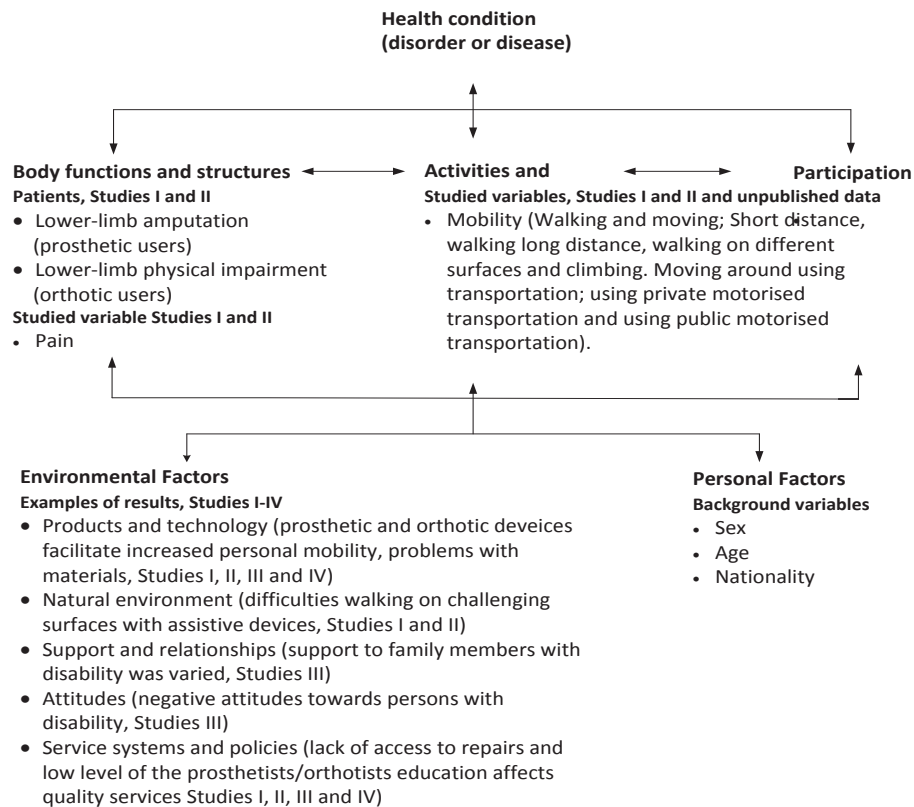 Health condition
(disorder or disease)
Body functions and structures
Patients, Studies I and II
• Lower-limb amputation
(prosthetic users)
• Lower-limb physical impairment
(orthotic users)
Studied variable Studies I and II
• Pain
Activities and
Participation
Studied variables, Studies I and II and unpublished data
• Mobility (Walking and moving; Short distance,
walking long distance, walking on different
surfaces and climbing. Moving around using
transportation; using private motorised
transportation and using public motorised
transportation).
Environmental Factors
Examples of results, Studies I-IV
• Products and technology (prosthetic and orthotic deveices
facilitate increased personal mobility, problems with
materials, Studies I, II, III and IV)
• Natural environment (difficulties walking on challenging
surfaces with assistive devices, Studies I and II)
• Support and relationships (support to family members with
disability was varied, Studies III)
• Attitudes (negative attitudes towards persons with
disability, Studies III)
• Service systems and policies (lack of access to repairs and
low level of the prosthetists/orthotists education affects
quality services Studies I, II, III and IV)
Personal Factors
Background variables
• Sex
• Age
• Nationality